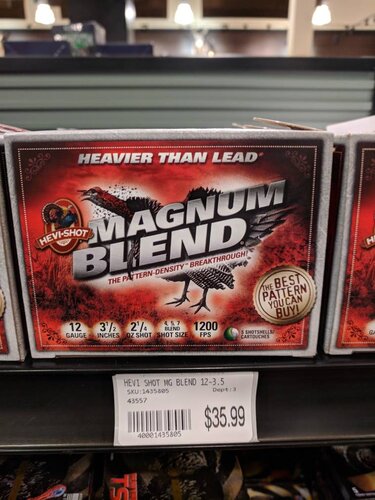 HEAVIER THAN LEAD®
HEVI-SHOT
MAGNUM
BLEND
THE PATTERN-DENSITY™ BREAKTHROUGH!
THE BEST
PATTERN
YOU CAN
BUY!
12 3 1/2 2 1/4 5, 6, 7 BLEND 1200
GAUGE INCHES OZ SHOT SHOT SIZE FPS
5 SHOTSHELLS/
CARTOUCHES
HEVI SHOT MG BLEND 12-3.5
SKU:1435805 Dept:3
43557
$35.99
40001435805